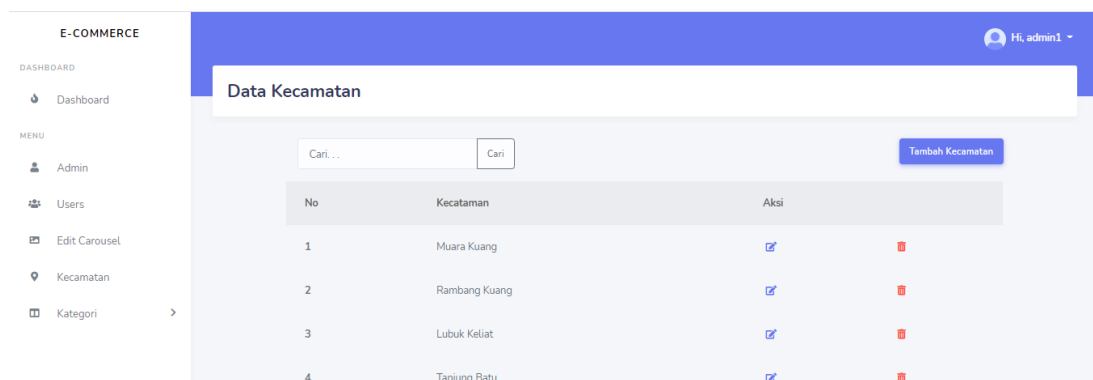 E-COMMERCE
Hi, admin1
DASHBOARD
Dashboard
MENU
Admin
Users
Edit Carousel
Kecamatan
Kategori
Data Kecamatan
Cari. . .
Cari
Tambah Kecamatan
No Kecataman Aksi
1 Muara Kuang
2 Rambang Kuang
3 Lubuk Keliat
4 Tanjung Batu